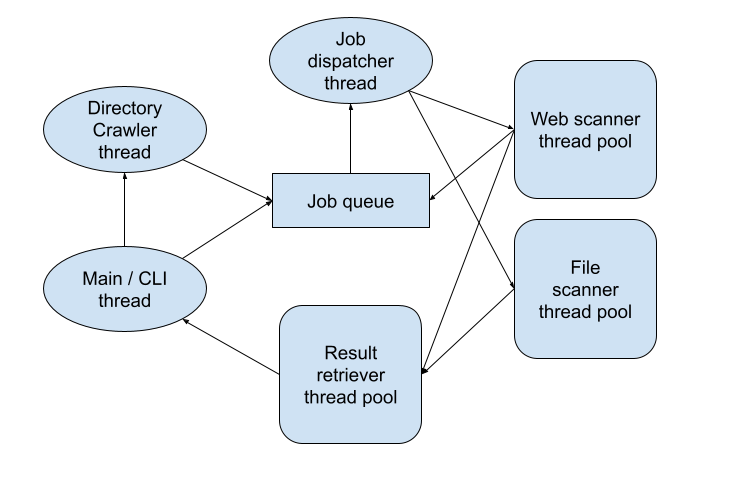 Job
dispatcher
thread
Directory
Crawler
thread
Web scanner
thread pool
Job queue
Main / CLI
thread
File
scanner
thread pool
Result
retriever
thread pool